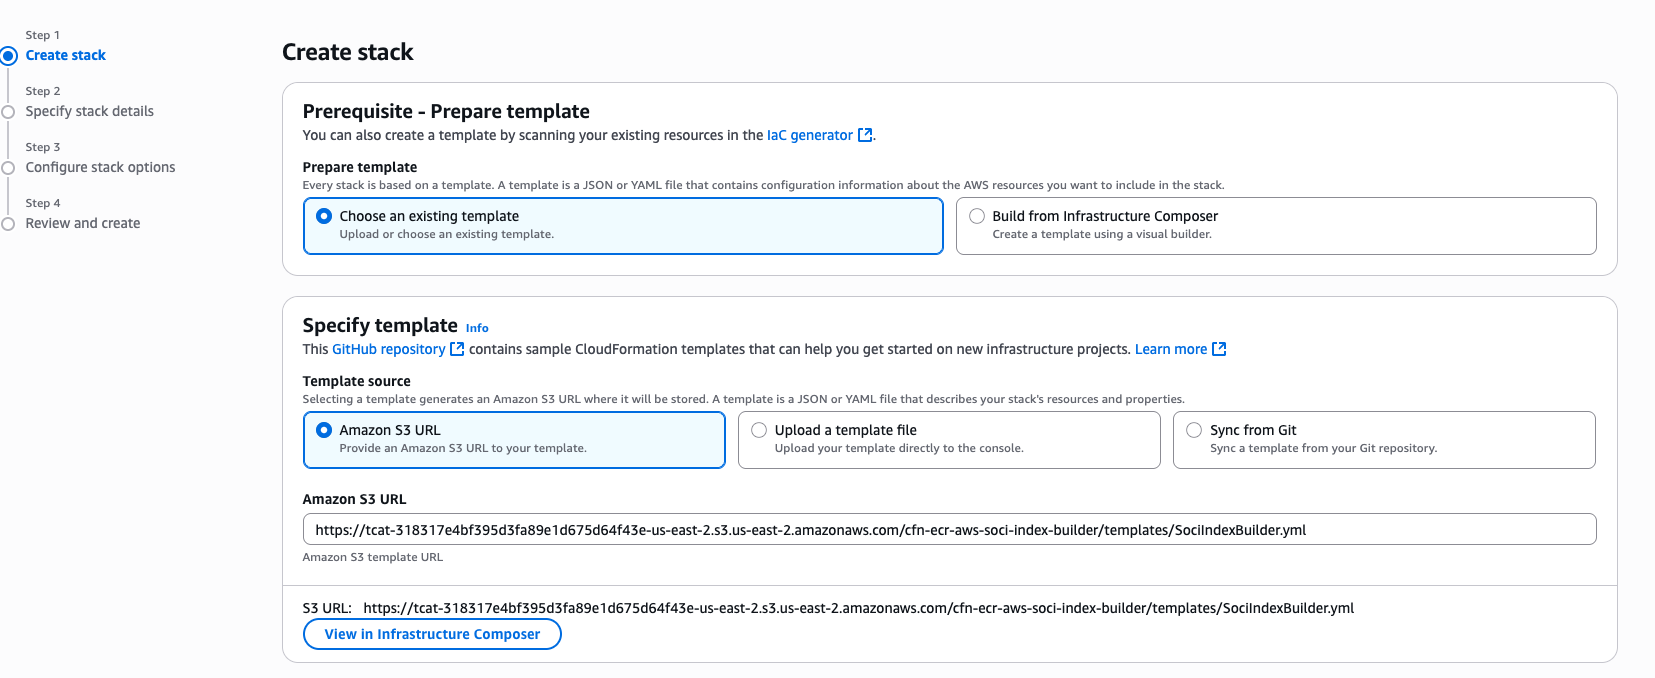 Step 1
Create stack
Step 2
Specify stack details
Step 3
Configure stack options
Step 4
Review and create
Create stack
Prerequisite - Prepare template
You can also create a template by scanning your existing resources in the IaC generator.
Prepare template
Every stack is based on a template. A template is a JSON or YAML file that contains configuration information about the AWS resources you want to include in the stack.
Choose an existing template
Upload or choose an existing template.
Build from Infrastructure Composer
Create a template using a visual builder.
Specify template Info
This GitHub repository contains sample CloudFormation templates that can help you get started on new infrastructure projects. Learn more
Template source
Selecting a template generates an Amazon S3 URL where it will be stored. A template is a JSON or YAML file that describes your stack's resources and properties.
Amazon S3 URL
Provide an Amazon S3 URL to your template.
Upload a template file
Upload your template directly to the console.
Sync from Git
Sync a template from your Git repository.
Amazon S3 URL
https://tcat-318317e4bf395d3fa89e1d675d64f43e-us-east-2.s3.us-east-2.amazonaws.com/cfn-ecr-aws-soci-index-builder/templates/SociIndexBuilder.yml
Amazon S3 template URL
S3 URL: https://tcat-318317e4bf395d3fa89e1d675d64f43e-us-east-2.s3.us-east-2.amazonaws.com/cfn-ecr-aws-soci-index-builder/templates/SociIndexBuilder.yml
View in Infrastructure Composer